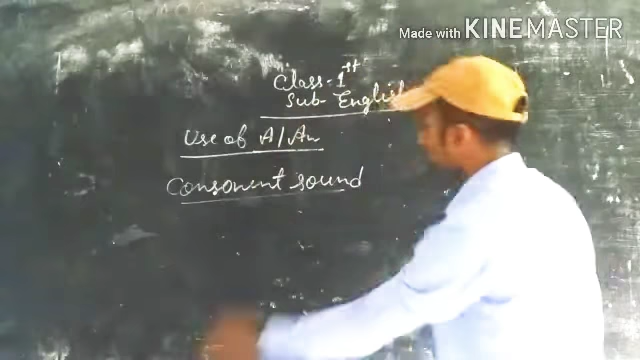 Made with KINEMASTER
Class-1st
Sub- English
Use of A/An
Consonent sound